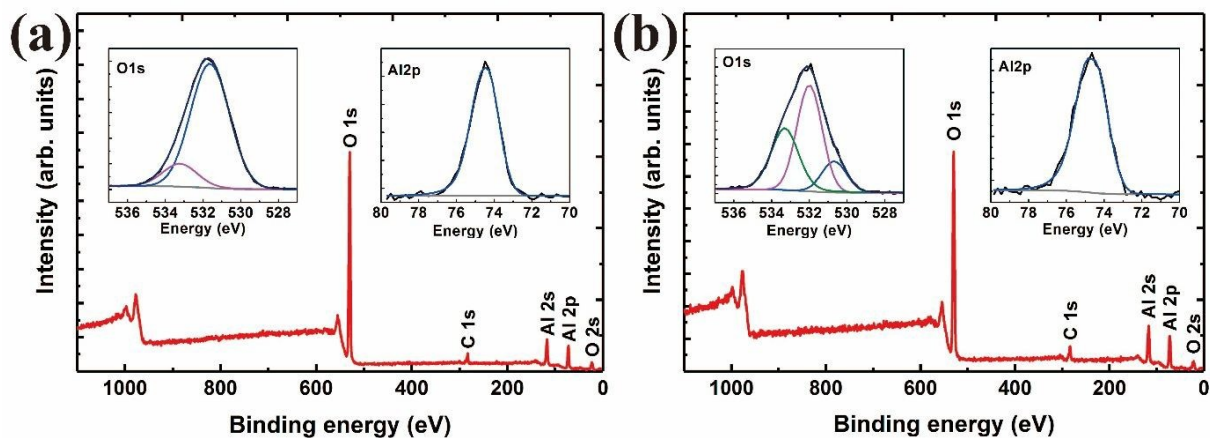 (a)
Intensity (arb. units)
O1s
536 534 532 530 528
Energy (eV)
Al2p
80 78 76 74 72 70
Energy (eV)
O 1s
C 1s
Al 2s
Al 2p
O 2s
1000 800 600 400 200 0
Binding energy (eV)
(b)
Intensity (arb. units)
O1s
536 534 532 530 528
Energy (eV)
Al2p
80 78 76 74 72 70
Energy (eV)
O 1s
C 1s
Al 2s
Al 2p
O 2s
1000 800 600 400 200 0
Binding energy (eV)